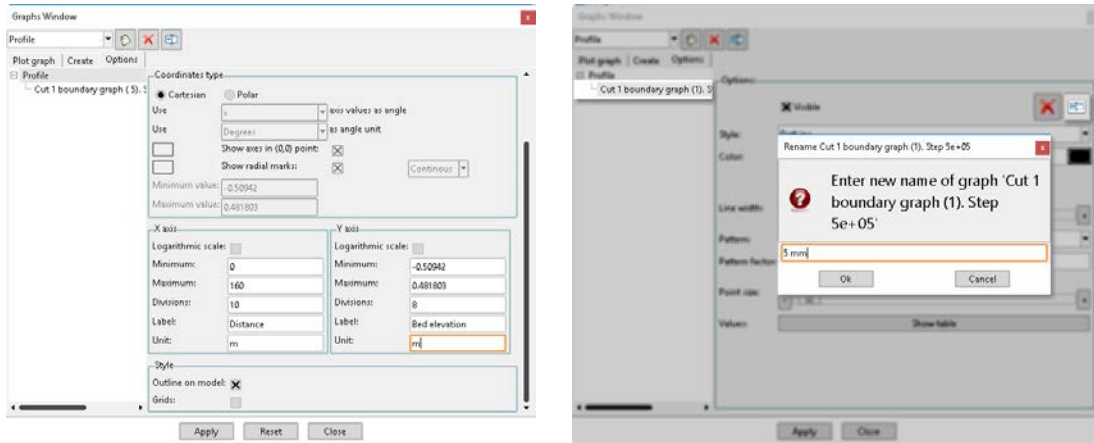 Graphs Window
Profile
Plot graph Create Options
Profile
Cut 1 boundary graph ( 5). S
Coordinates type
Cartesian Polar
Use x axis values as angle
Use Degrees as angle unit
Show axes in (0,0) point:
Show radial marks: Continous
Minimum value: -0.50942
Maximum value: 0.481803
X axis
Logarithmic scale:
Minimum: 0
Maximum: 160
Divisions: 10
Label: Distance
Unit: m
Y axis
Logarithmic scale:
Minimum: -0.50942
Maximum: 0.481803
Divisions: 8
Label: Bed elevation
Unit: m
Style
Outline on model:
Grids:
Apply Reset Close
Graphs Window
Profile
Plot graph Create Options
Profile
Cut 1 boundary graph (1). S
Options
Visible
Style:
Color:
Line width:
Pattern:
Pattern factor:
Point size:
Values: Show table
Rename Cut 1 boundary graph (1). Step 5e+05
Enter new name of graph 'Cut 1
boundary graph (1). Step
5e+05'
5 mm
Ok Cancel
Apply Close